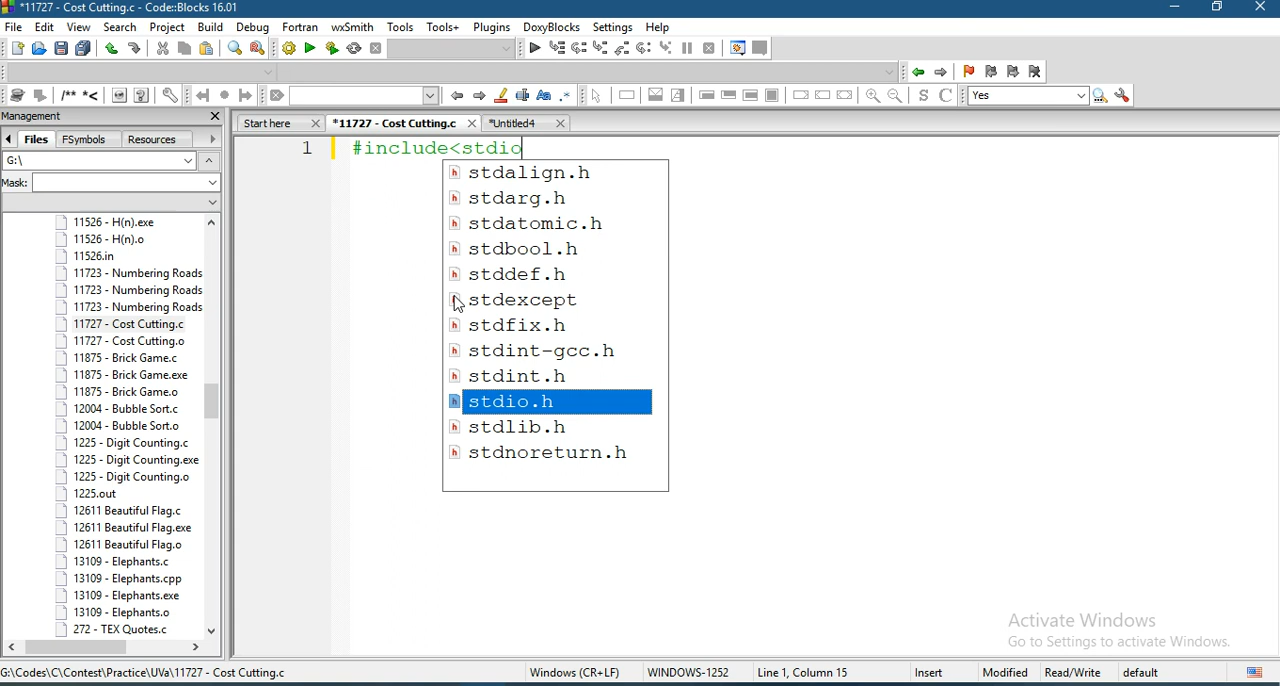 *11727 - Cost Cutting.c - Code::Blocks 16.01
File Edit View Search Project Build Debug Fortran wxSmith Tools Tools+ Plugins DoxyBlocks Settings Help
/** *<
Aa .*
S C Yes
Management
Files FSymbols Resources
Start here *11727 - Cost Cutting.c *Untitled4
G:\
Mask:
11526 - H(n).exe
11526 - H(n).o
11526.in
11723 - Numbering Roads
11723 - Numbering Roads
11723 - Numbering Roads
11727 - Cost Cutting.c
11727 - Cost Cutting.o
11875 - Brick Game.c
11875 - Brick Game.exe
11875 - Brick Game.o
12004 - Bubble Sort.c
12004 - Bubble Sort.o
1225 - Digit Counting.c
1225 - Digit Counting.exe
1225 - Digit Counting.o
1225.out
12611 Beautiful Flag.c
12611 Beautiful Flag.exe
12611 Beautiful Flag.o
13109 - Elephants.c
13109 - Elephants.cpp
13109 - Elephants.exe
13109 - Elephants.o
272 - TEX Quotes.c
1 #include<stdio
stdalign.h
stdarg.h
stdatomic.h
stdbool.h
stddef.h
stdexcept
stdfix.h
stdint-gcc.h
stdint.h
stdio.h
stdlib.h
stdnoreturn.h
Activate Windows
Go to Settings to activate Windows.
G:\Codes\C\Contest\Practice\UVa\11727 - Cost Cutting.c Windows (CR+LF) WINDOWS-1252 Line 1, Column 15 Insert Modified Read/Write default